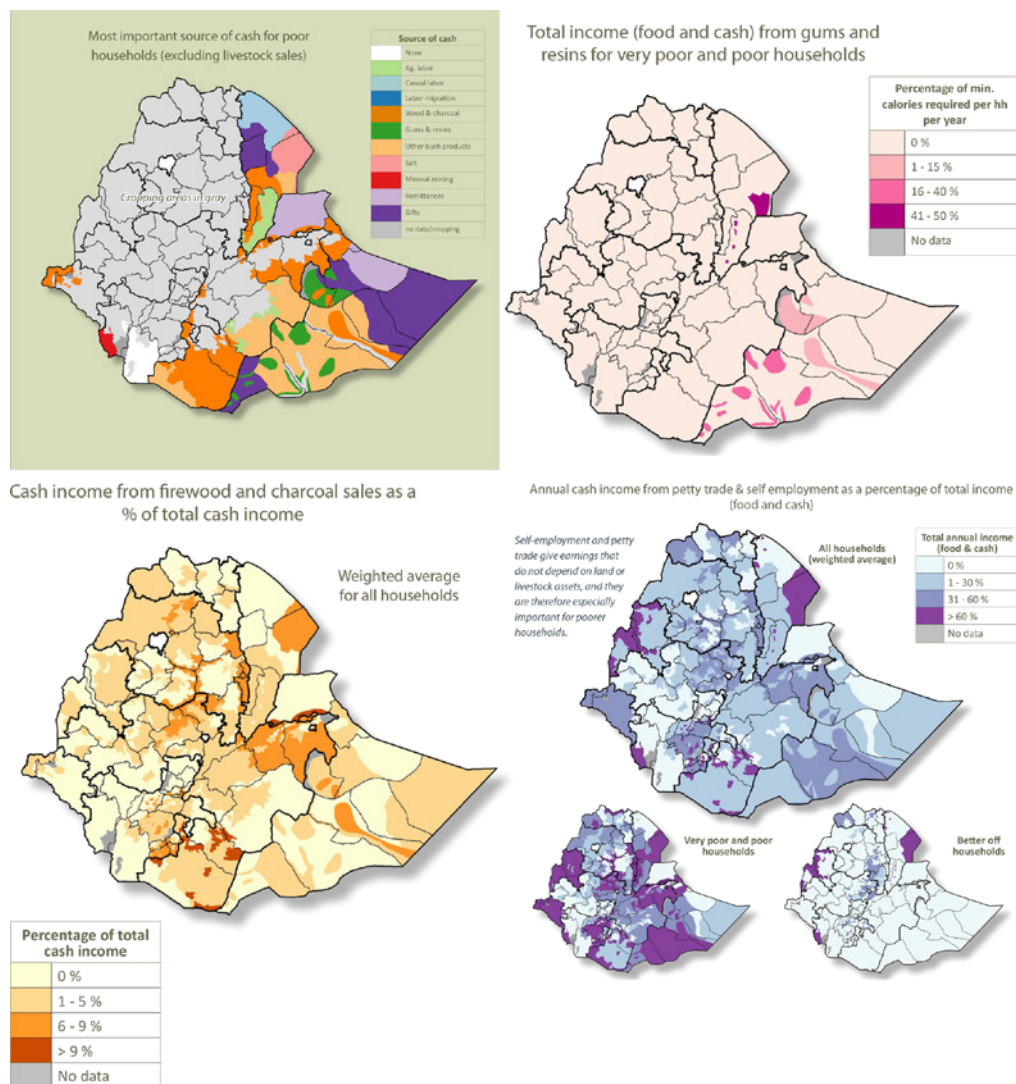 Most important source of cash for poor
households (excluding livestock sales)
Source of cash
None
Ag. labor
Casual labor
Labor migration
Wood & charcoal
Gums & resins
Other bush products
Salt
Mineral mining
Remittances
Gifts
no data/cropping
Cropping areas in gray
Total income (food and cash) from gums and
resins for very poor and poor households
Percentage of min.
calories required per hh
per year
0 %
1 - 15 %
16 - 40 %
41 - 50 %
No data
Cash income from firewood and charcoal sales as a
% of total cash income
Weighted average
for all households
Percentage of total
cash income
0 %
1 - 5 %
6 - 9 %
> 9 %
No data
Annual cash income from petty trade & self employment as a percentage of total income
(food and cash)
Self-employment and petty
trade give earnings that
do not depend on land or
livestock assets, and they
are therefore especially
important for poorer
households.
All households
(weighted average)
Total annual income
(food & cash)
0 %
1 - 30 %
31 - 60 %
> 60 %
No data
Very poor and poor
households
Better off
households